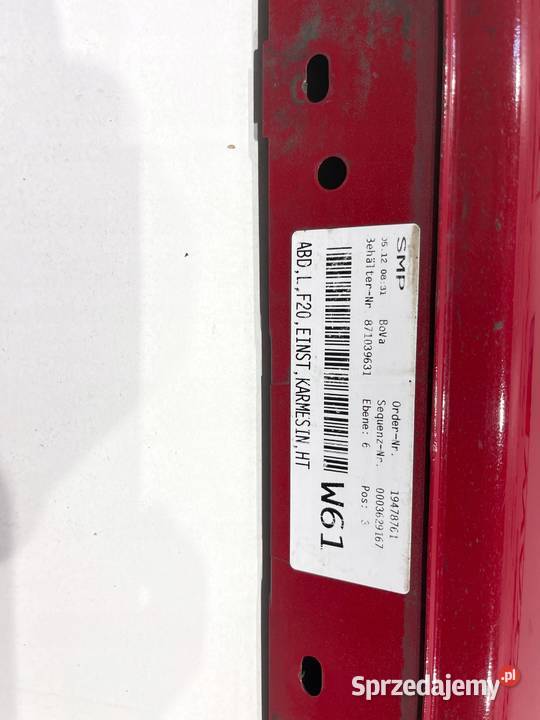 SMP
06.12 08:31 BoVa Order-Nr. 19478761
Behälter-Nr 871039631 Sequenz-Nr. 0003629167
Ebene: 6 Pos: 3
ABD,L,F20,EINST,KARMESIN,HT
W61
Sprzedajemy.pl